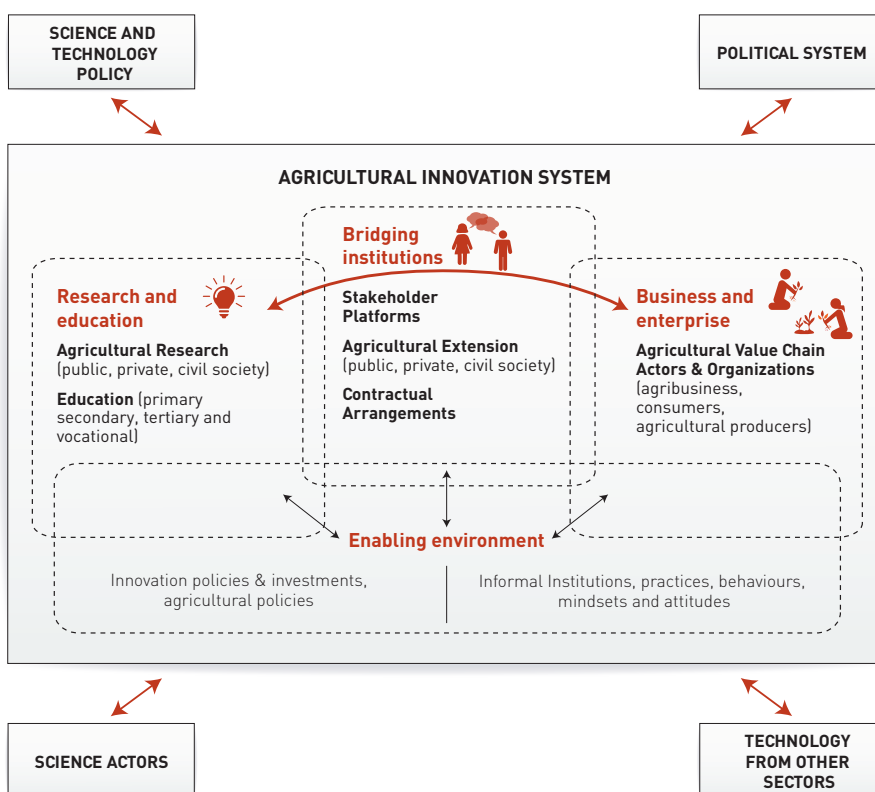 SCIENCE AND
TECHNOLOGY
POLICY
POLITICAL SYSTEM
AGRICULTURAL INNOVATION SYSTEM
Bridging
institutions
Stakeholder
Platforms
Agricultural Extension
(public, private, civil society)
Contractual
Arrangements
Research and
education
Agricultural Research
(public, private, civil society)
Education (primary
secondary, tertiary and
vocational)
Business and
enterprise
Agricultural Value Chain
Actors & Organizations
(agribusiness,
consumers,
agricultural producers)
Enabling environment
Innovation policies & investments,
agricultural policies
Informal Institutions, practices, behaviours,
mindsets and attitudes
SCIENCE ACTORS
TECHNOLOGY
FROM OTHER
SECTORS